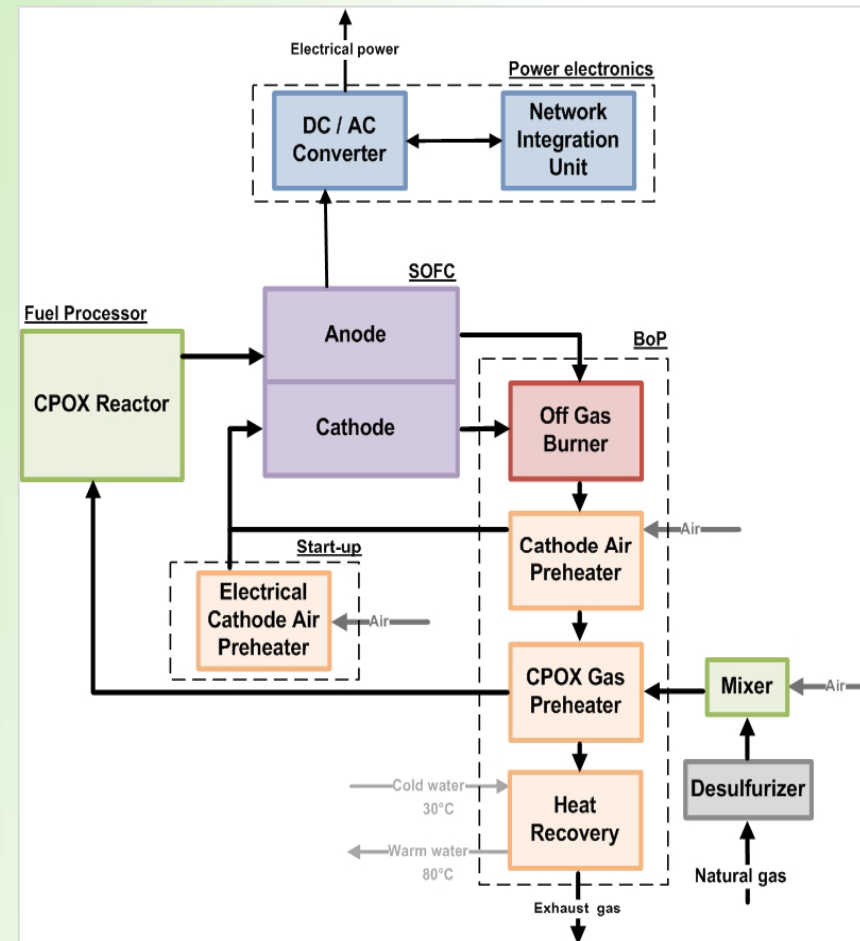 Electrical power
Power electronics
DC / AC
Converter
Network
Integration
Unit
SOFC
Fuel Processor
Anode
BoP
CPOX Reactor
Cathode
Off Gas
Burner
Air
Start-up
Cathode Air
Preheater
Electrical
Cathode Air
Preheater
Air
CPOX Gas
Preheater
Mixer
Air
Cold water
30°C
Desulfurizer
Heat
Recovery
Warm water
80°C
Natural gas
Exhaust gas